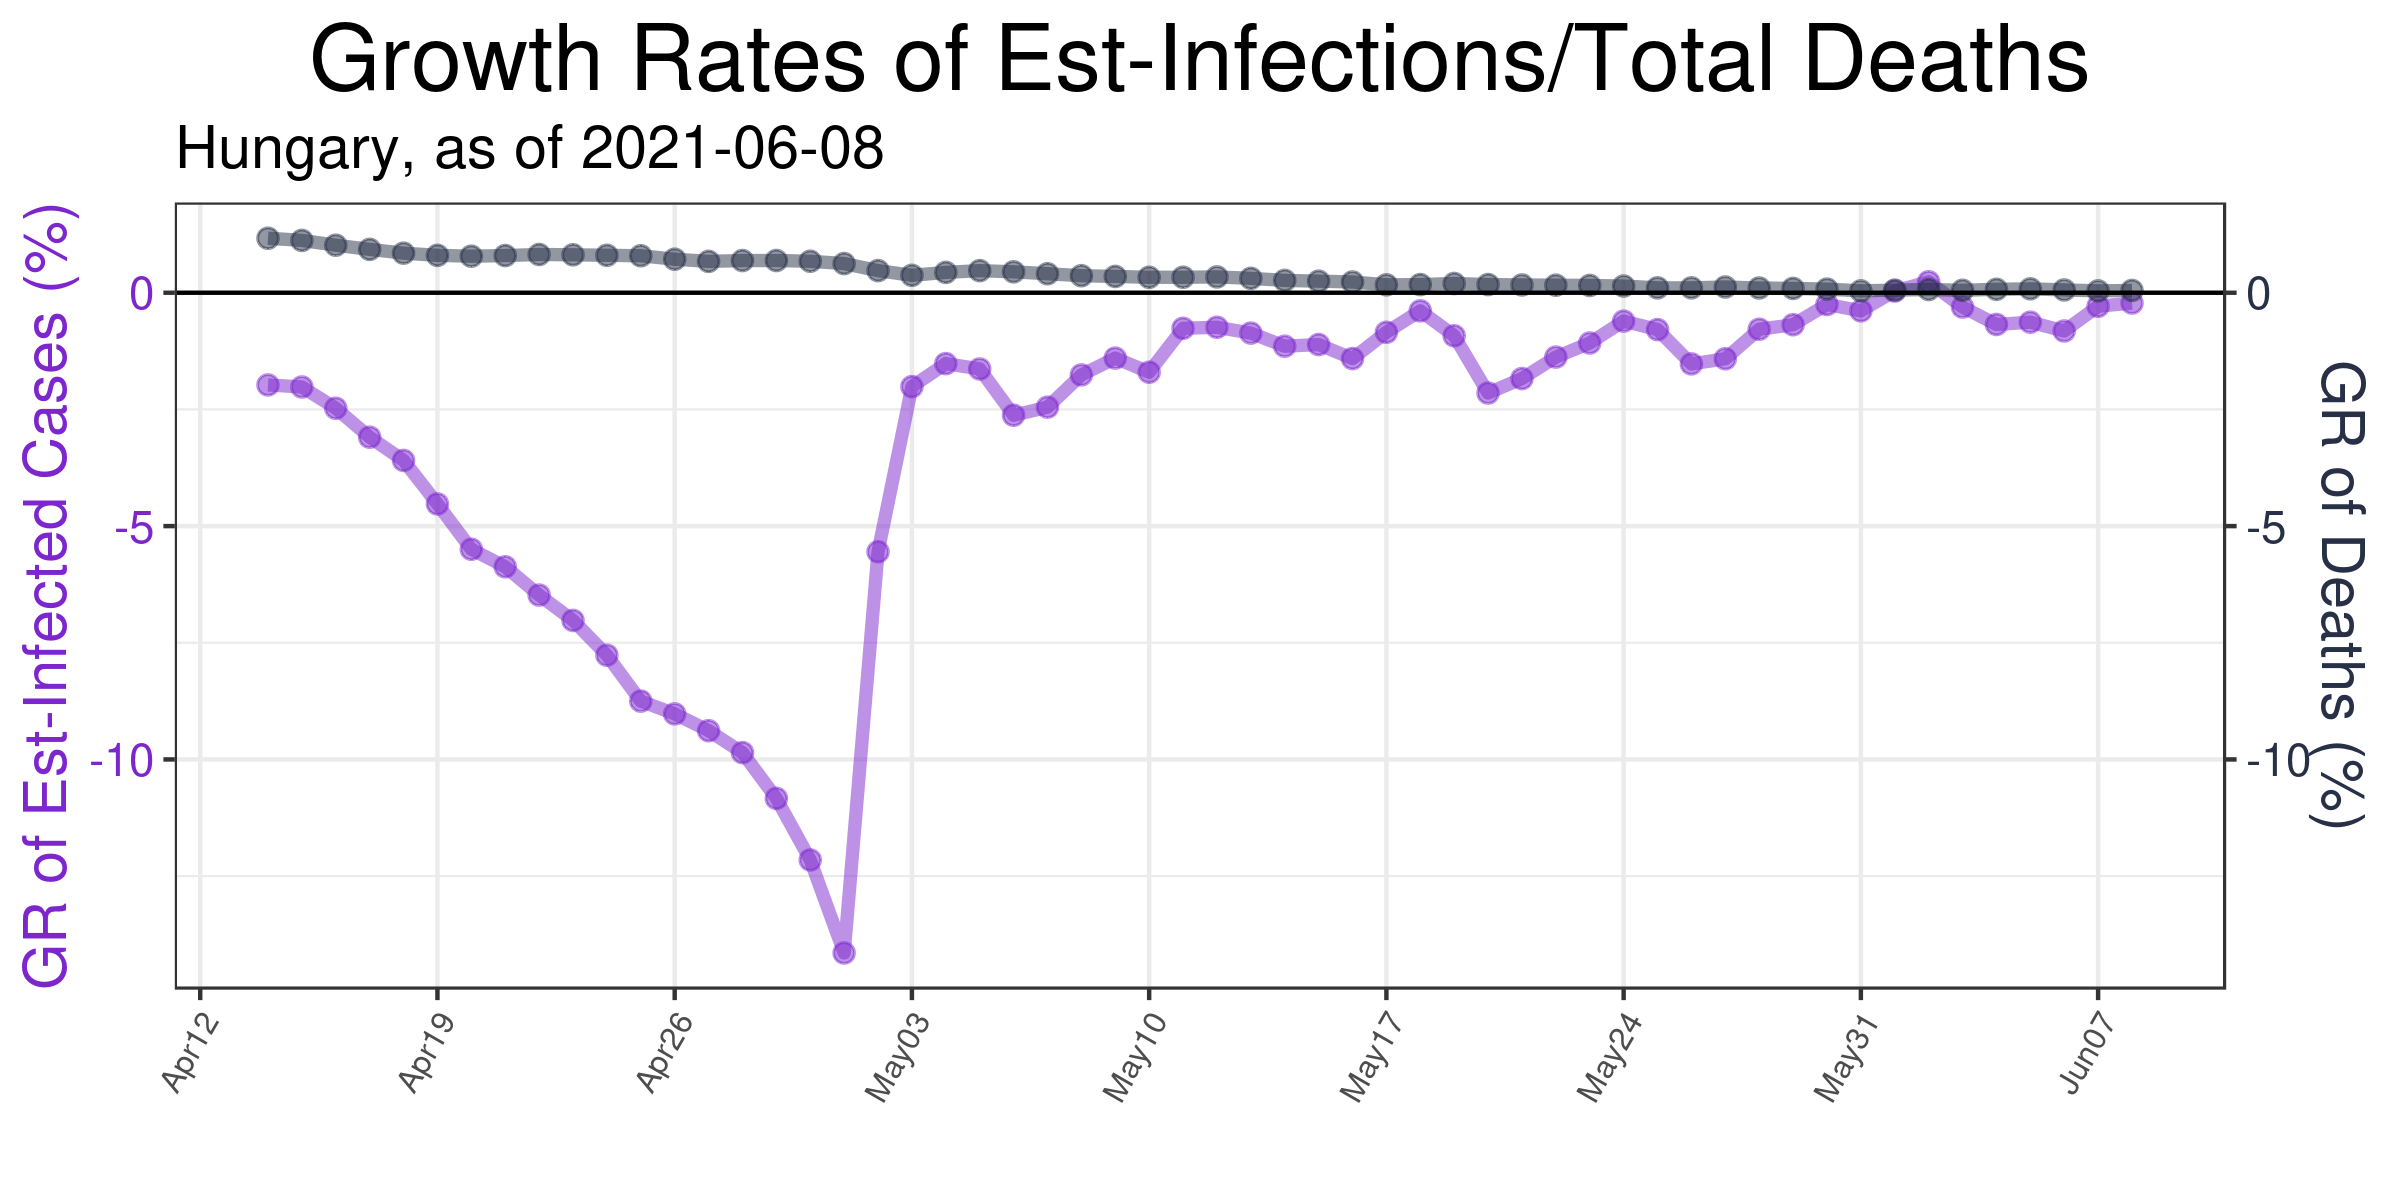 Growth Rates of Est-Infections/Total Deaths
Hungary, as of 2021-06-08
GR of Est-Infected Cases (%)
0
-5
-10
0
-5
-10
GR of Deaths (%)
Apr12
Apr19
Apr26
May03
May10
May17
May24
May31
Jun07